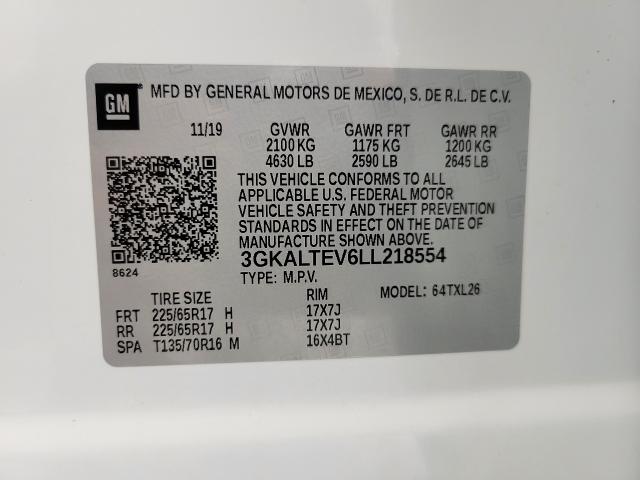 GM
MFD BY GENERAL MOTORS DE MEXICO, S. DE R.L. DE C.V.
11/19 GVWR GAWR FRT GAWR RR
2100 KG 1175 KG 1200 KG
4630 LB 2590 LB 2645 LB
THIS VEHICLE CONFORMS TO ALL
APPLICABLE U.S. FEDERAL MOTOR
VEHICLE SAFETY AND THEFT PREVENTION
STANDARDS IN EFFECT ON THE DATE OF
MANUFACTURE SHOWN ABOVE.
8624
3GKALTEV6LL218554
TYPE: M.P.V. MODEL: 64TXL26
TIRE SIZE RIM
FRT 225/65R17 H 17X7J
RR 225/65R17 H 17X7J
SPA T135/70R16 M 16X4BT